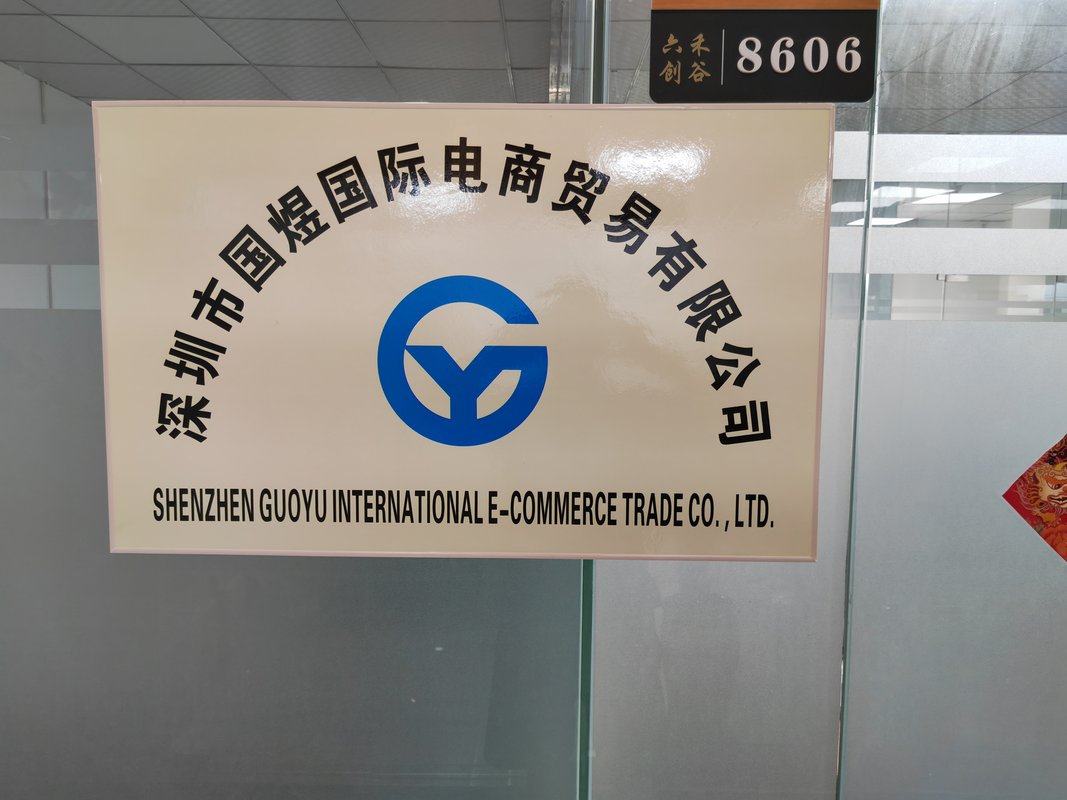 六禾
创谷
8606
深圳市国煜国际电商贸易有限公司
GY
SHENZHEN GUOYU INTERNATIONAL E-COMMERCE TRADE CO.,LTD.